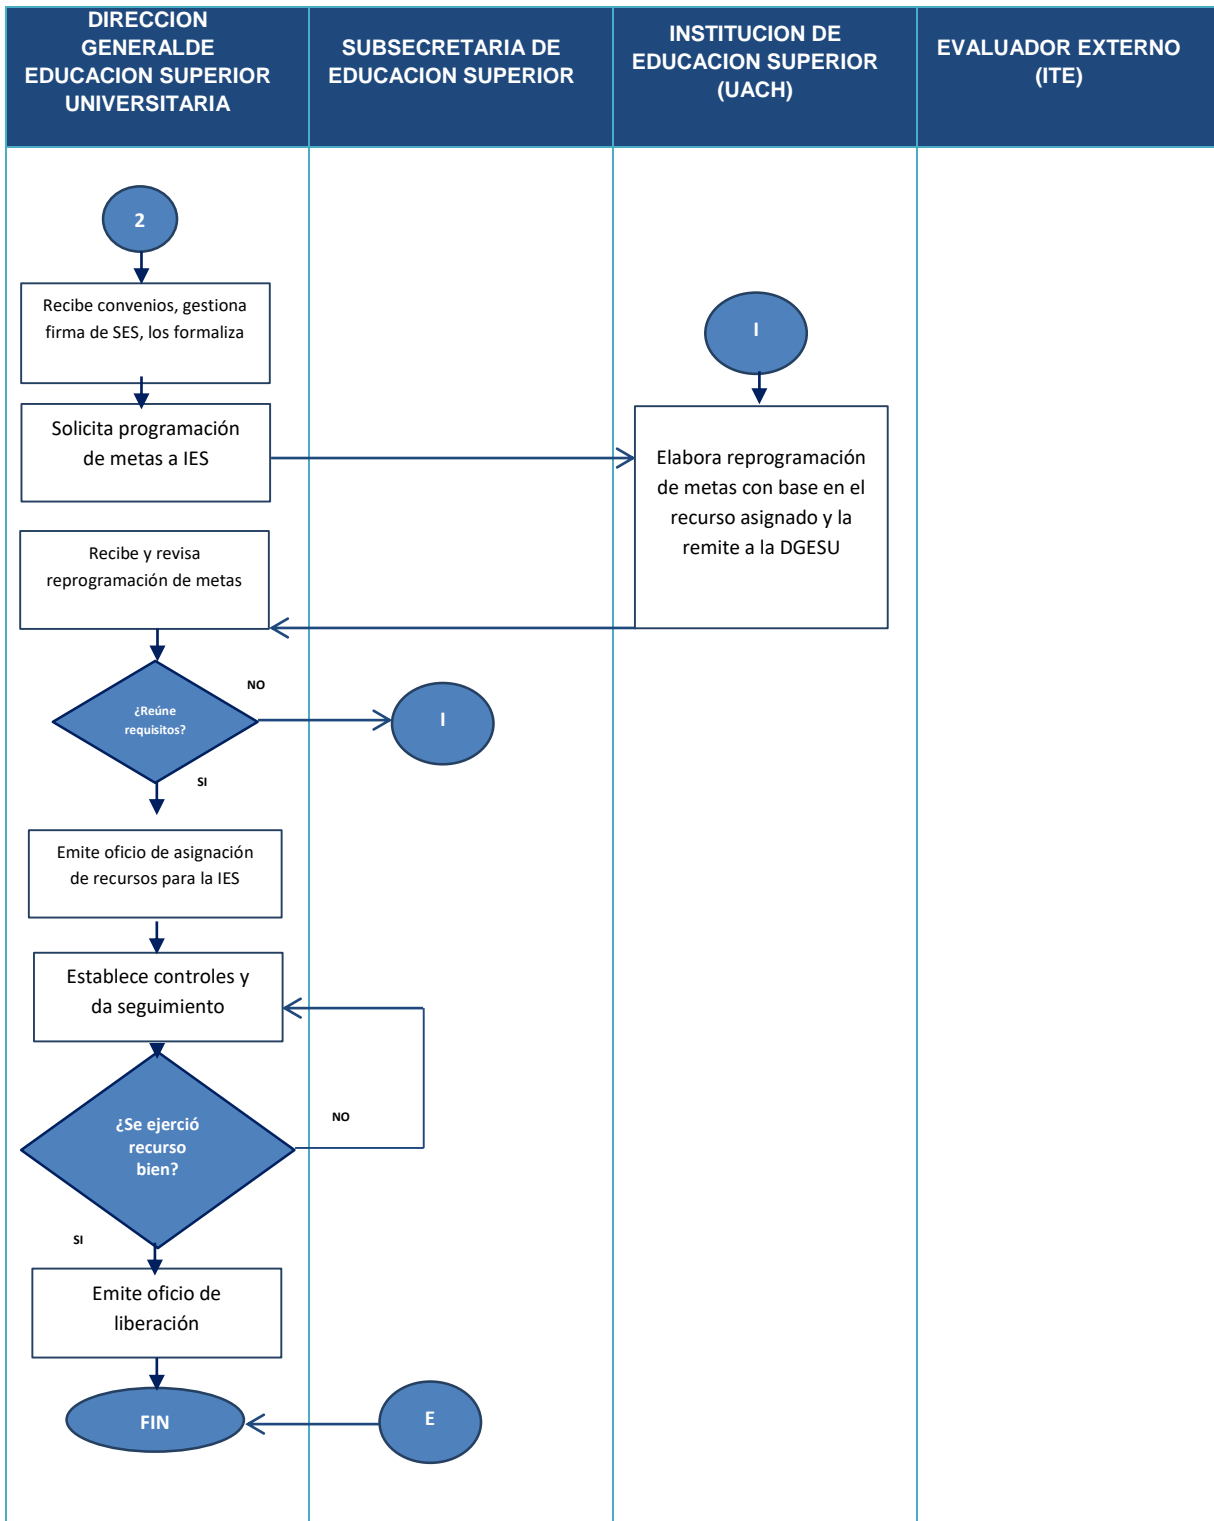 DIRECCION
GENERALDE
EDUCACION SUPERIOR
UNIVERSITARIA
SUBSECRETARIA DE
EDUCACION SUPERIOR
INSTITUCION DE
EDUCACION SUPERIOR
(UACH)
EVALUADOR EXTERNO
(ITE)
2
Recibe convenios, gestiona
firma de SES, los formaliza
I
Solicita programación
de metas a IES
Elabora reprogramación
de metas con base en el
recurso asignado y la
remite a la DGESU
Recibe y revisa
reprogramación de metas
¿Reúne
requisitos?
NO
I
SI
Emite oficio de asignación
de recursos para la IES
Establece controles y
da seguimiento
¿Se ejerció
recurso
bien?
NO
SI
Emite oficio de
liberación
FIN
E